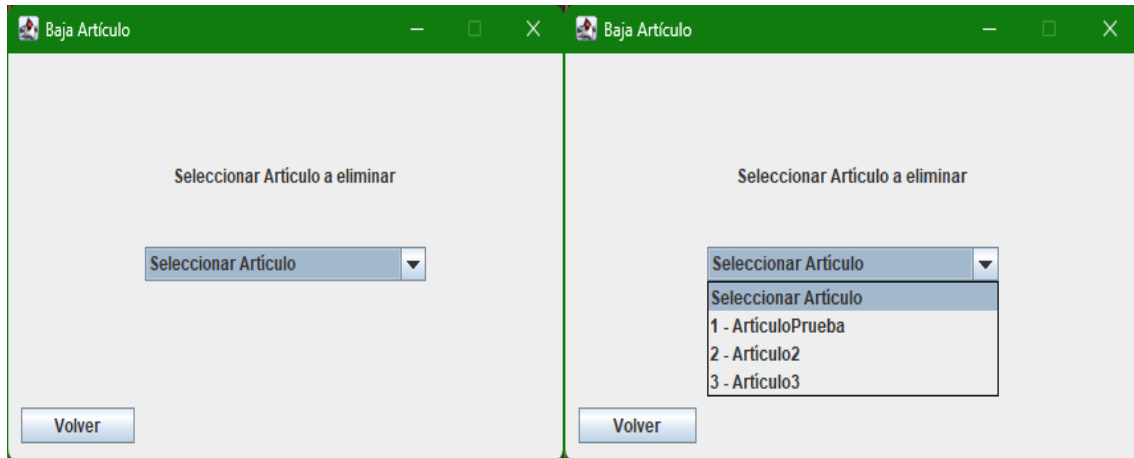 Baja Artículo
Seleccionar Artículo a eliminar
Seleccionar Artículo
Volver
Baja Artículo
Seleccionar Artículo a eliminar
Seleccionar Artículo
Seleccionar Artículo
1 - ArtículoPrueba
2 - Artículo2
3 - Artículo3
Volver